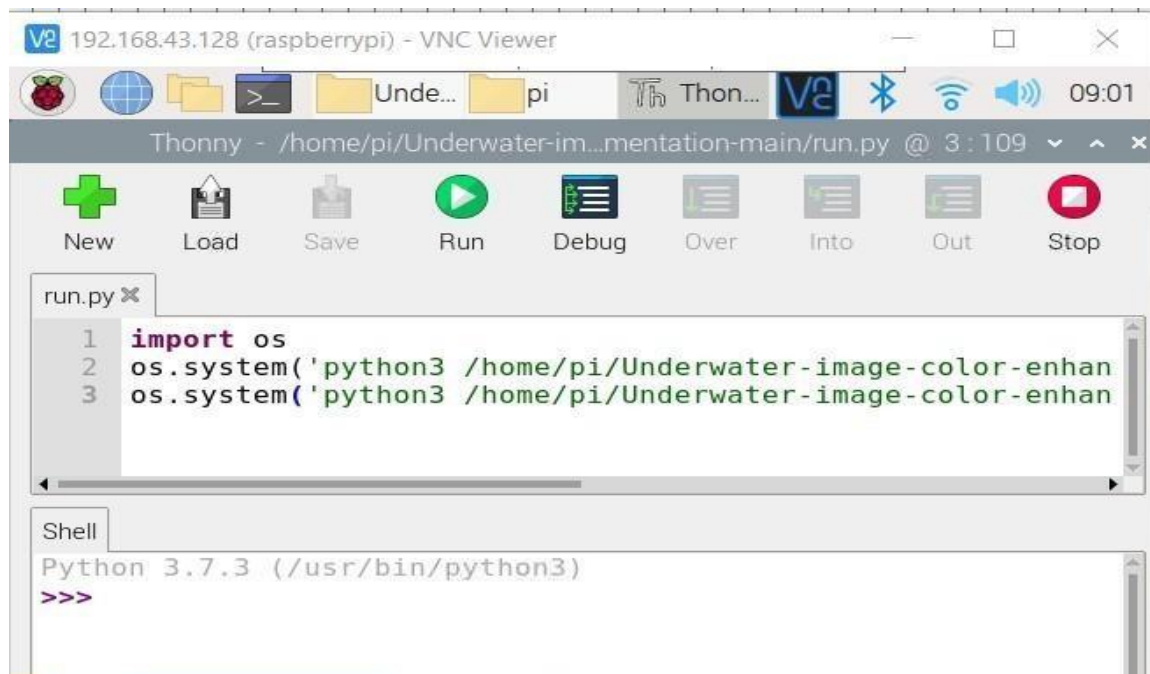 V2 192.168.43.128 (raspberrypi) - VNC Viewer
>_ Unde... pi Th Thon... V2 09:01
Thonny - /home/pi/Underwater-im...mentation-main/run.py @ 3 : 109
New Load Save Run Debug Over Into Out Stop
run.py
1 import os
2 os.system('python3 /home/pi/Underwater-image-color-enhan
3 os.system('python3 /home/pi/Underwater-image-color-enhan
Shell
Python 3.7.3 (/usr/bin/python3)
>>>